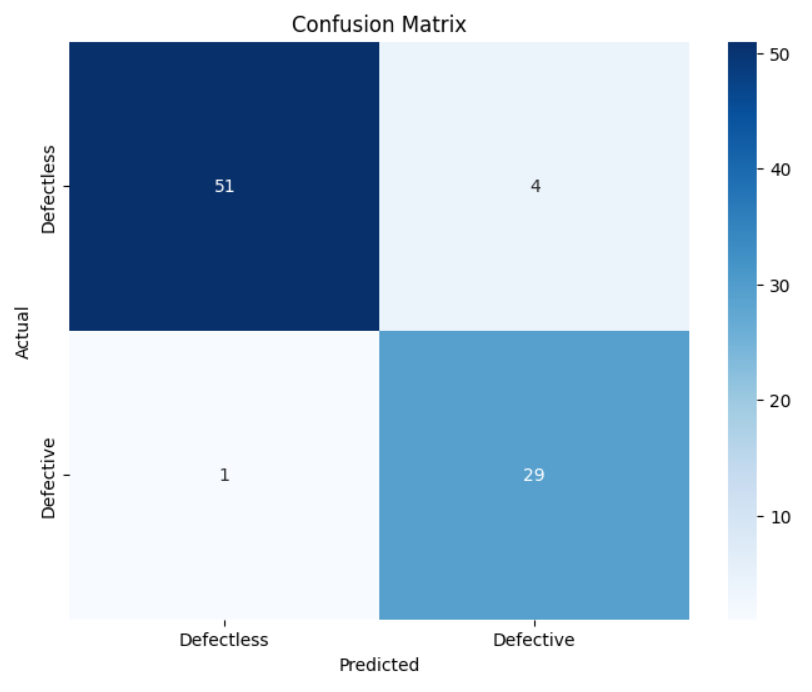 Confusion Matrix
50
40
30
20
10
Actual
Defectless
Defective
51
4
1
29
Defectless
Defective
Predicted